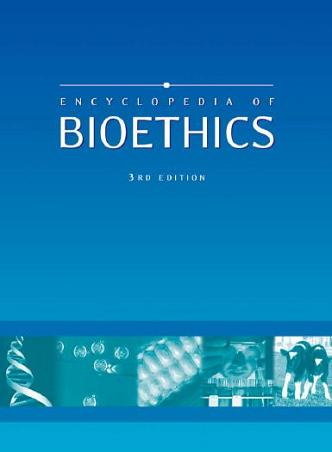 ENCYCLOPEDIA OF
BIOETHICS
3RD EDITION